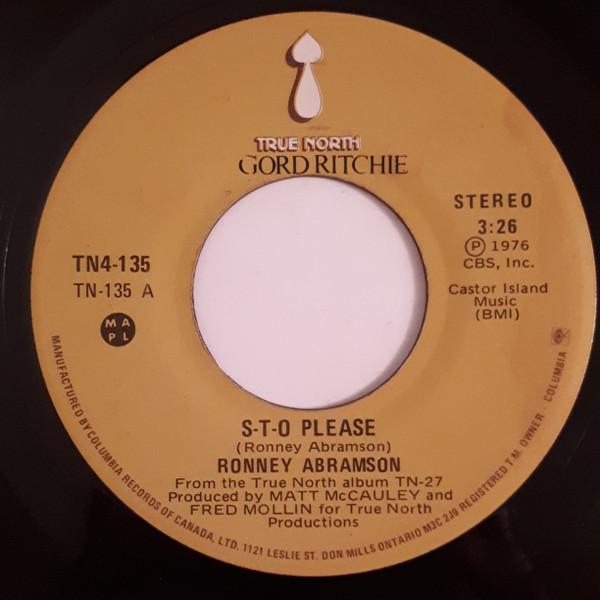 TRUE NORTH
GORD RITCHIE
STEREO
3:26
Ⓟ 1976
CBS, Inc.
TN4-135
TN-135 A
Castor Island
Music
(BMI)
M A
P L
S-T-O PLEASE
(Ronney Abramson)
RONNEY ABRAMSON
From the True North album TN-27
Produced by MATT McCAULEY and
FRED MOLLIN for True North
Productions
MANUFACTURED BY COLUMBIA RECORDS OF CANADA, LTD. 1121 LESLIE ST. DON MILLS ONTARIO M3C 2J9 REGISTERED T.M. OWNER - COLUMBIA